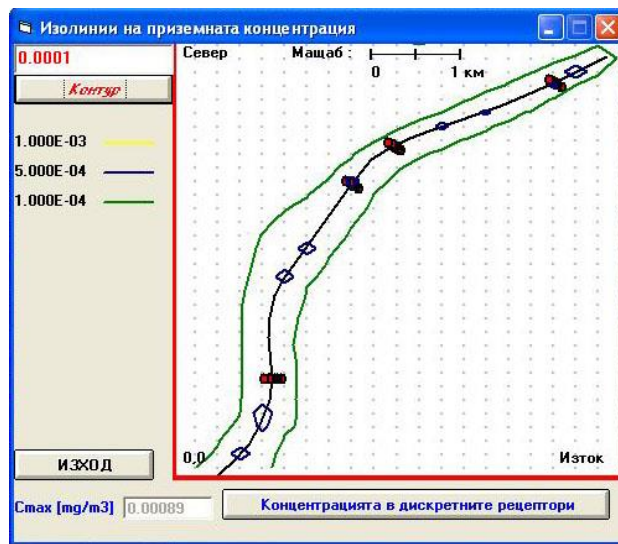 Изолинии на приземната концентрация
0.0001
Контур
1.000E-03
5.000E-04
1.000E-04
Север Мащаб :
0 1 км
0,0 Изток
ИЗХОД
Cmax [mg/m3] 0.00089
Концентрацията в дискретните рецептори